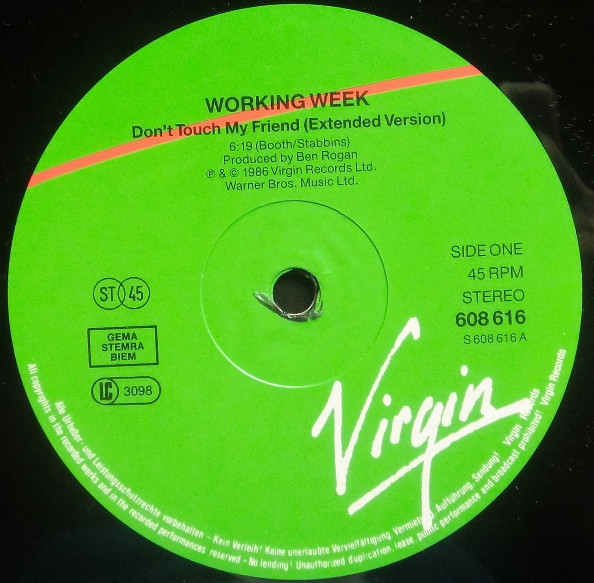 WORKING WEEK
Don't Touch My Friend (Extended Version)
6:19 (Booth/Stabbins)
Produced by Ben Rogan
℗ & © 1986 Virgin Records Ltd.
Warner Bros. Music Ltd.
SIDE ONE
45 RPM
STEREO
608 616
S 608 616 A
ST 45
GEMA
STEMRA
BIEM
LC 3098
Virgin
Alle Urheber- und Leistungsschutzrechte vorbehalten – Kein Verleih! Keine unerlaubte Vervielfältigung, Vermietung, Aufführung, Sendung! Virgin Records
All copyrights in the recorded works and in the recorded performances reserved – No lending! Unauthorized duplication, lease, public performance and broadcast prohibited! Virgin Records